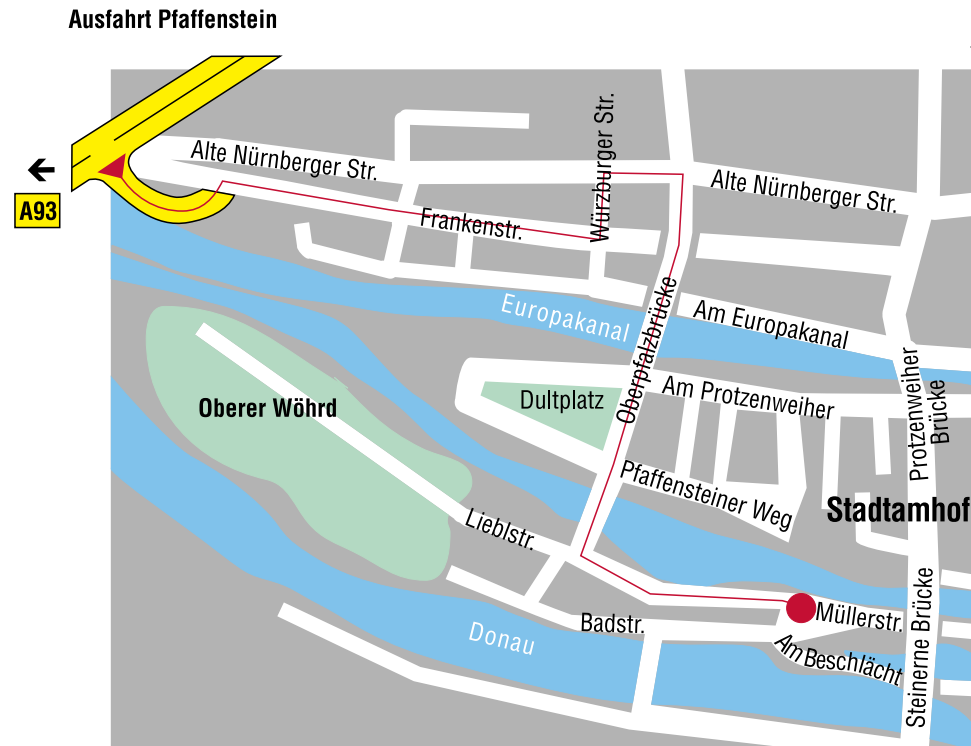 Ausfahrt Pfaffenstein
A93
Alte Nürnberger Str.
Würzburger Str.
Alte Nürnberger Str.
Frankenstr.
Europakanal
Am Europakanal
Oberpfalzbrücke
Oberer Wöhrd
Dultplatz
Am Protzenweiher
Protzenweiher
Brücke
Pfaffensteiner Weg
Stadtamhof
Lieblstr.
Badstr.
Müllerstr.
Donau
Am Beschlächt
Steinerne Brücke